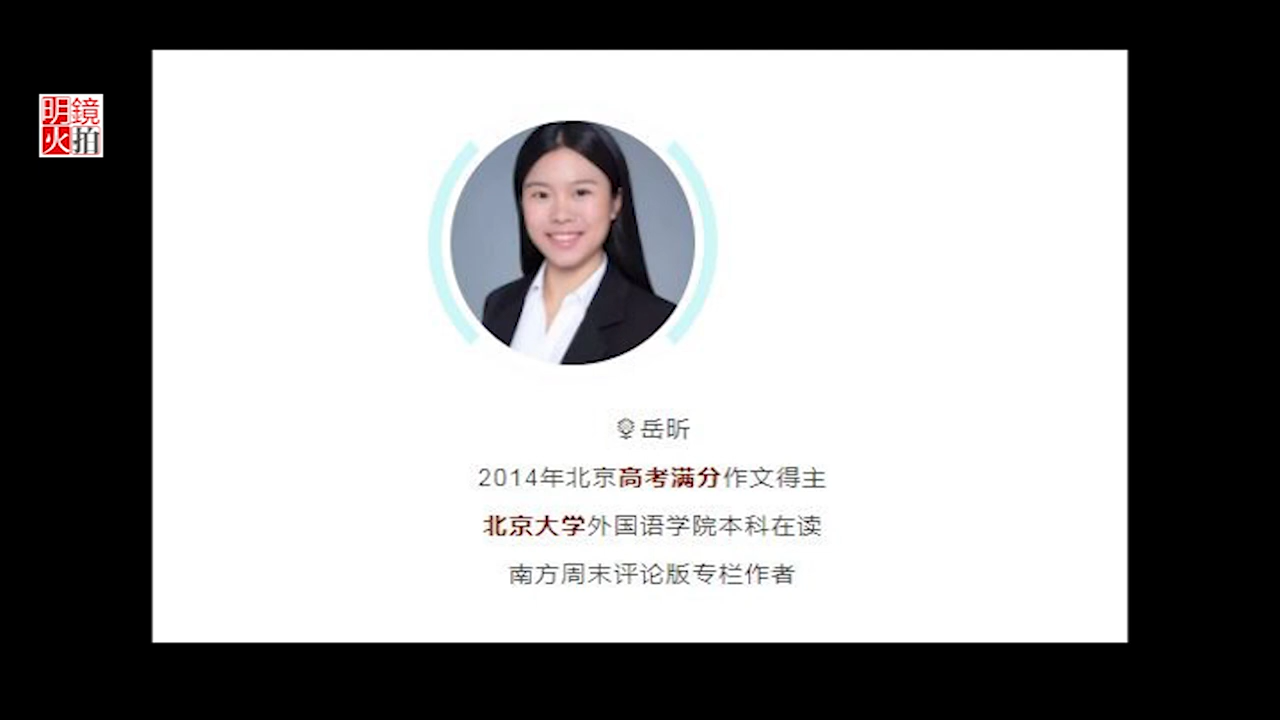 明鏡
火拍
岳昕
2014年北京高考满分作文得主
北京大学外国语学院本科在读
南方周末评论版专栏作者